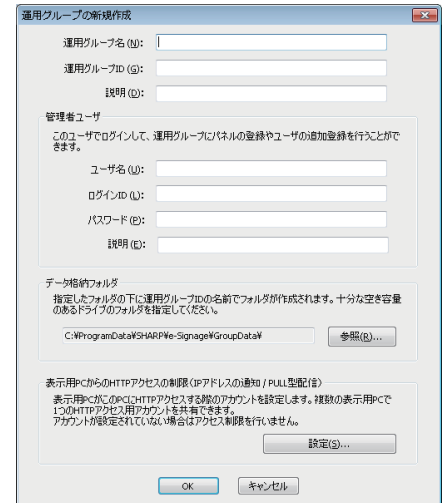 運用グループの新規作成
運用グループ名(N):
運用グループID(G):
説明(D):
管理者ユーザ
このユーザでログインして、運用グループにパネルの登録やユーザの追加登録を行うことがで
きます。
ユーザ名(U):
ログインID(L):
パスワード(P):
説明(E):
データ格納フォルダ
指定したフォルダの下に運用グループIDの名前でフォルダが作成されます。十分な空き容量
のあるドライブのフォルダを指定してください。
C:¥ProgramData¥SHARP¥e-Signage¥GroupData¥
参照(R)...
表示用PCからのHTTPアクセスの制限(IPアドレスの通知 / PULL型配信)
表示用PCがこのPCにHTTPアクセスする際のアカウントを設定します。複数の表示用PCで
1つのHTTPアクセス用アカウントを共有できます。
アカウントが設定されていない場合はアクセス制限を行いません。
設定(S)...
OK
キャンセル